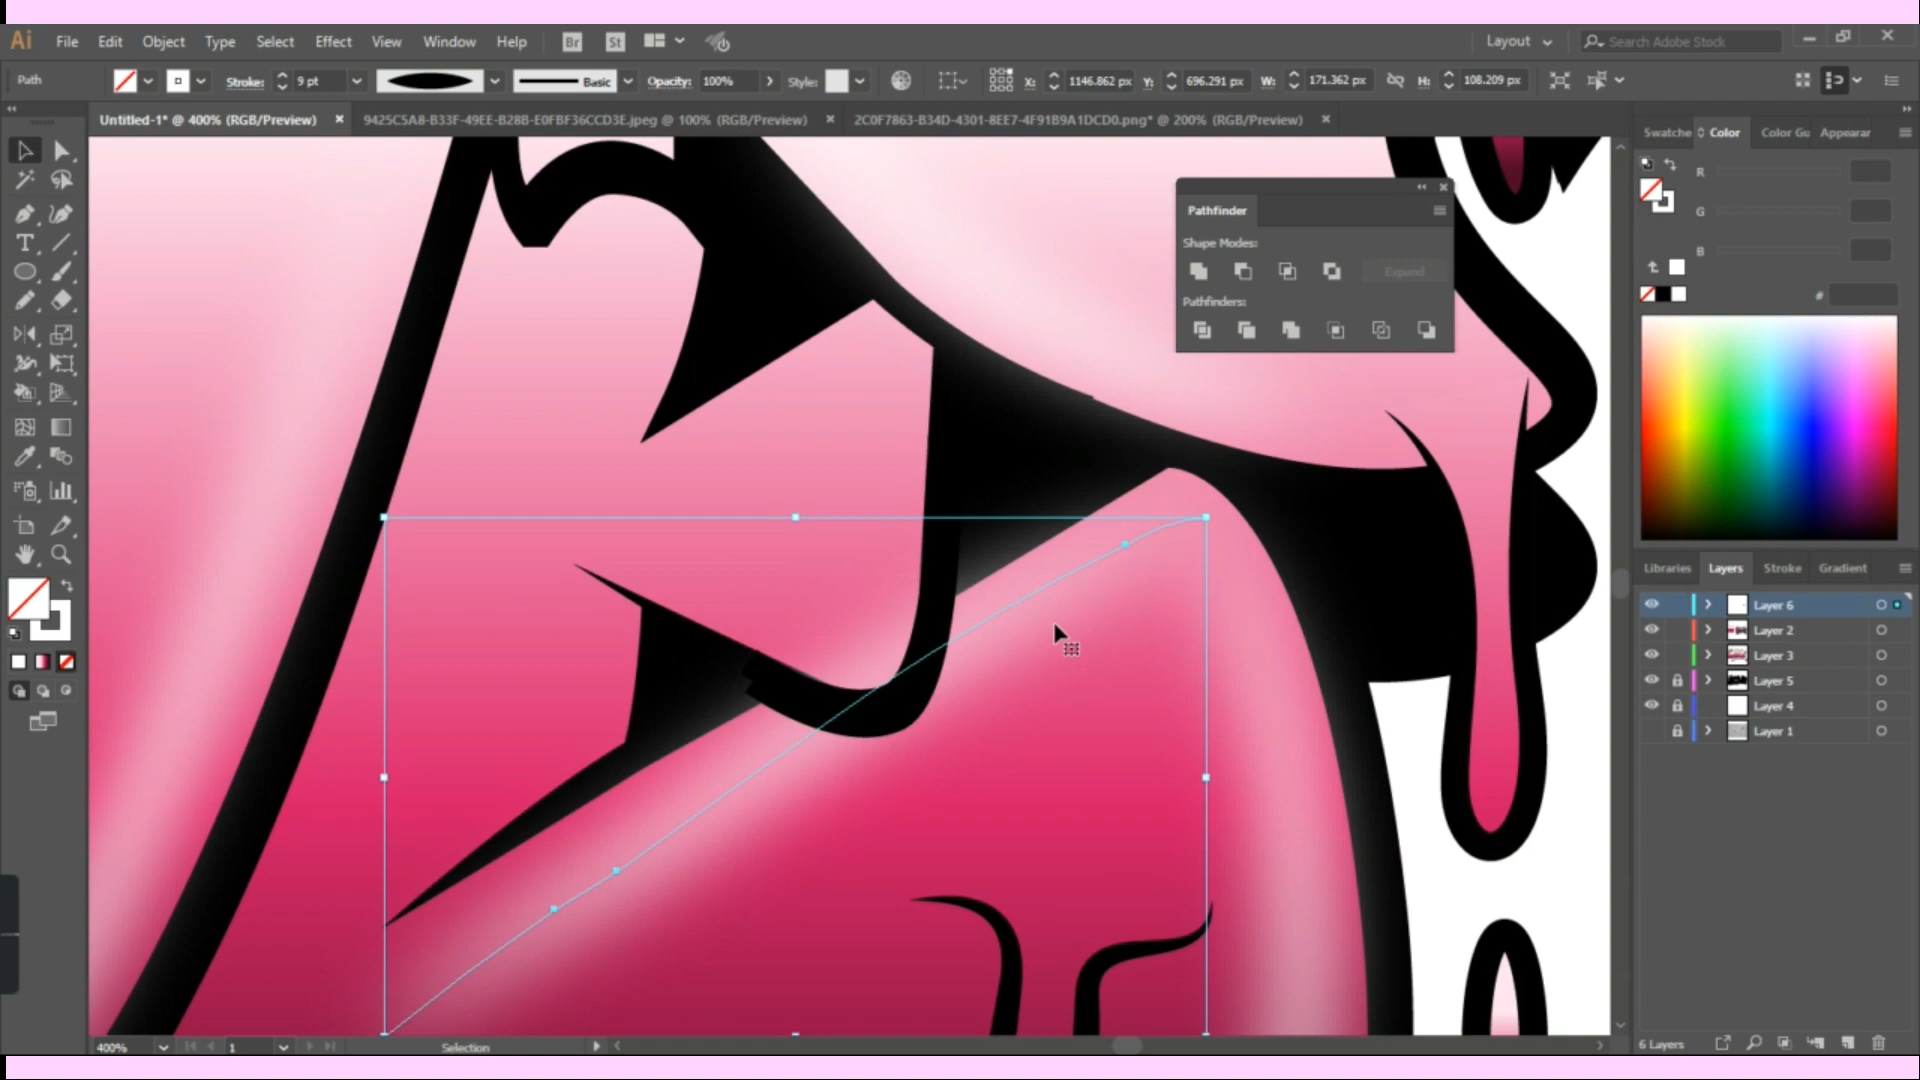 Ai File Edit Object Type Select Effect View Window Help Br St Layout Search Adobe Stock
Path Stroke: 9 pt Basic Opacity: 100% Style: X: 1146.862 px Y: 696.291 px W: 171.362 px H: 108.209 px
Untitled-1* @ 400% (RGB/Preview) 9425C5A8-B33F-49EE-B28B-E0FBF36CCD3E.jpeg @ 100% (RGB/Preview) 2C0F7863-B34D-4301-8EE7-4F91B9A1DCD0.png* @ 200% (RGB/Preview)
Swatche Color Color Gu Appearar
R
G
B
#
Pathfinder
Shape Modes:
Expand
Pathfinders:
Libraries Layers Stroke Gradient
Layer 6
Layer 2
Layer 3
Layer 5
Layer 4
Layer 1
400% 1 Selection
6 Layers